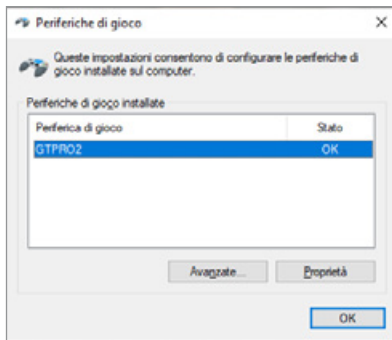 Periferiche di gioco
Queste impostazioni consentono di configurare le periferiche di
gioco installate sul computer.
Periferiche di gioco installate
Periferica di gioco Stato
GTPRO2 OK
Avanzate... Proprietà
OK